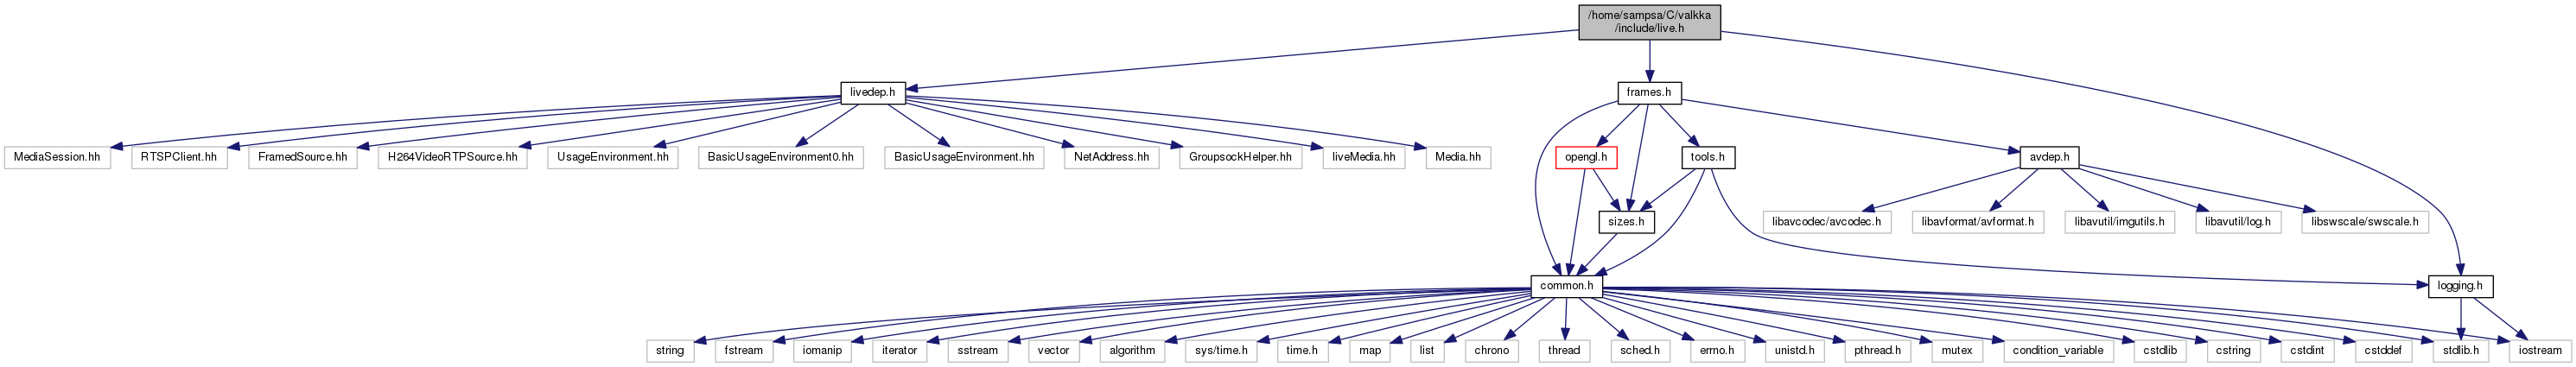 /home/sampsa/C/valkka
/include/live.h
livedep.h
frames.h
MediaSession.hh
RTSPClient.hh
FramedSource.hh
H264VideoRTPSource.hh
UsageEnvironment.hh
BasicUsageEnvironment0.hh
BasicUsageEnvironment.hh
NetAddress.hh
GroupsockHelper.hh
liveMedia.hh
Media.hh
opengl.h
tools.h
avdep.h
sizes.h
libavcodec/avcodec.h
libavformat/avformat.h
libavutil/imgutils.h
libavutil/log.h
libswscale/swscale.h
common.h
logging.h
string
fstream
iomanip
iterator
sstream
vector
algorithm
sys/time.h
time.h
map
list
chrono
thread
sched.h
errno.h
unistd.h
pthread.h
mutex
condition_variable
cstdlib
cstring
cstdint
cstddef
stdlib.h
iostream